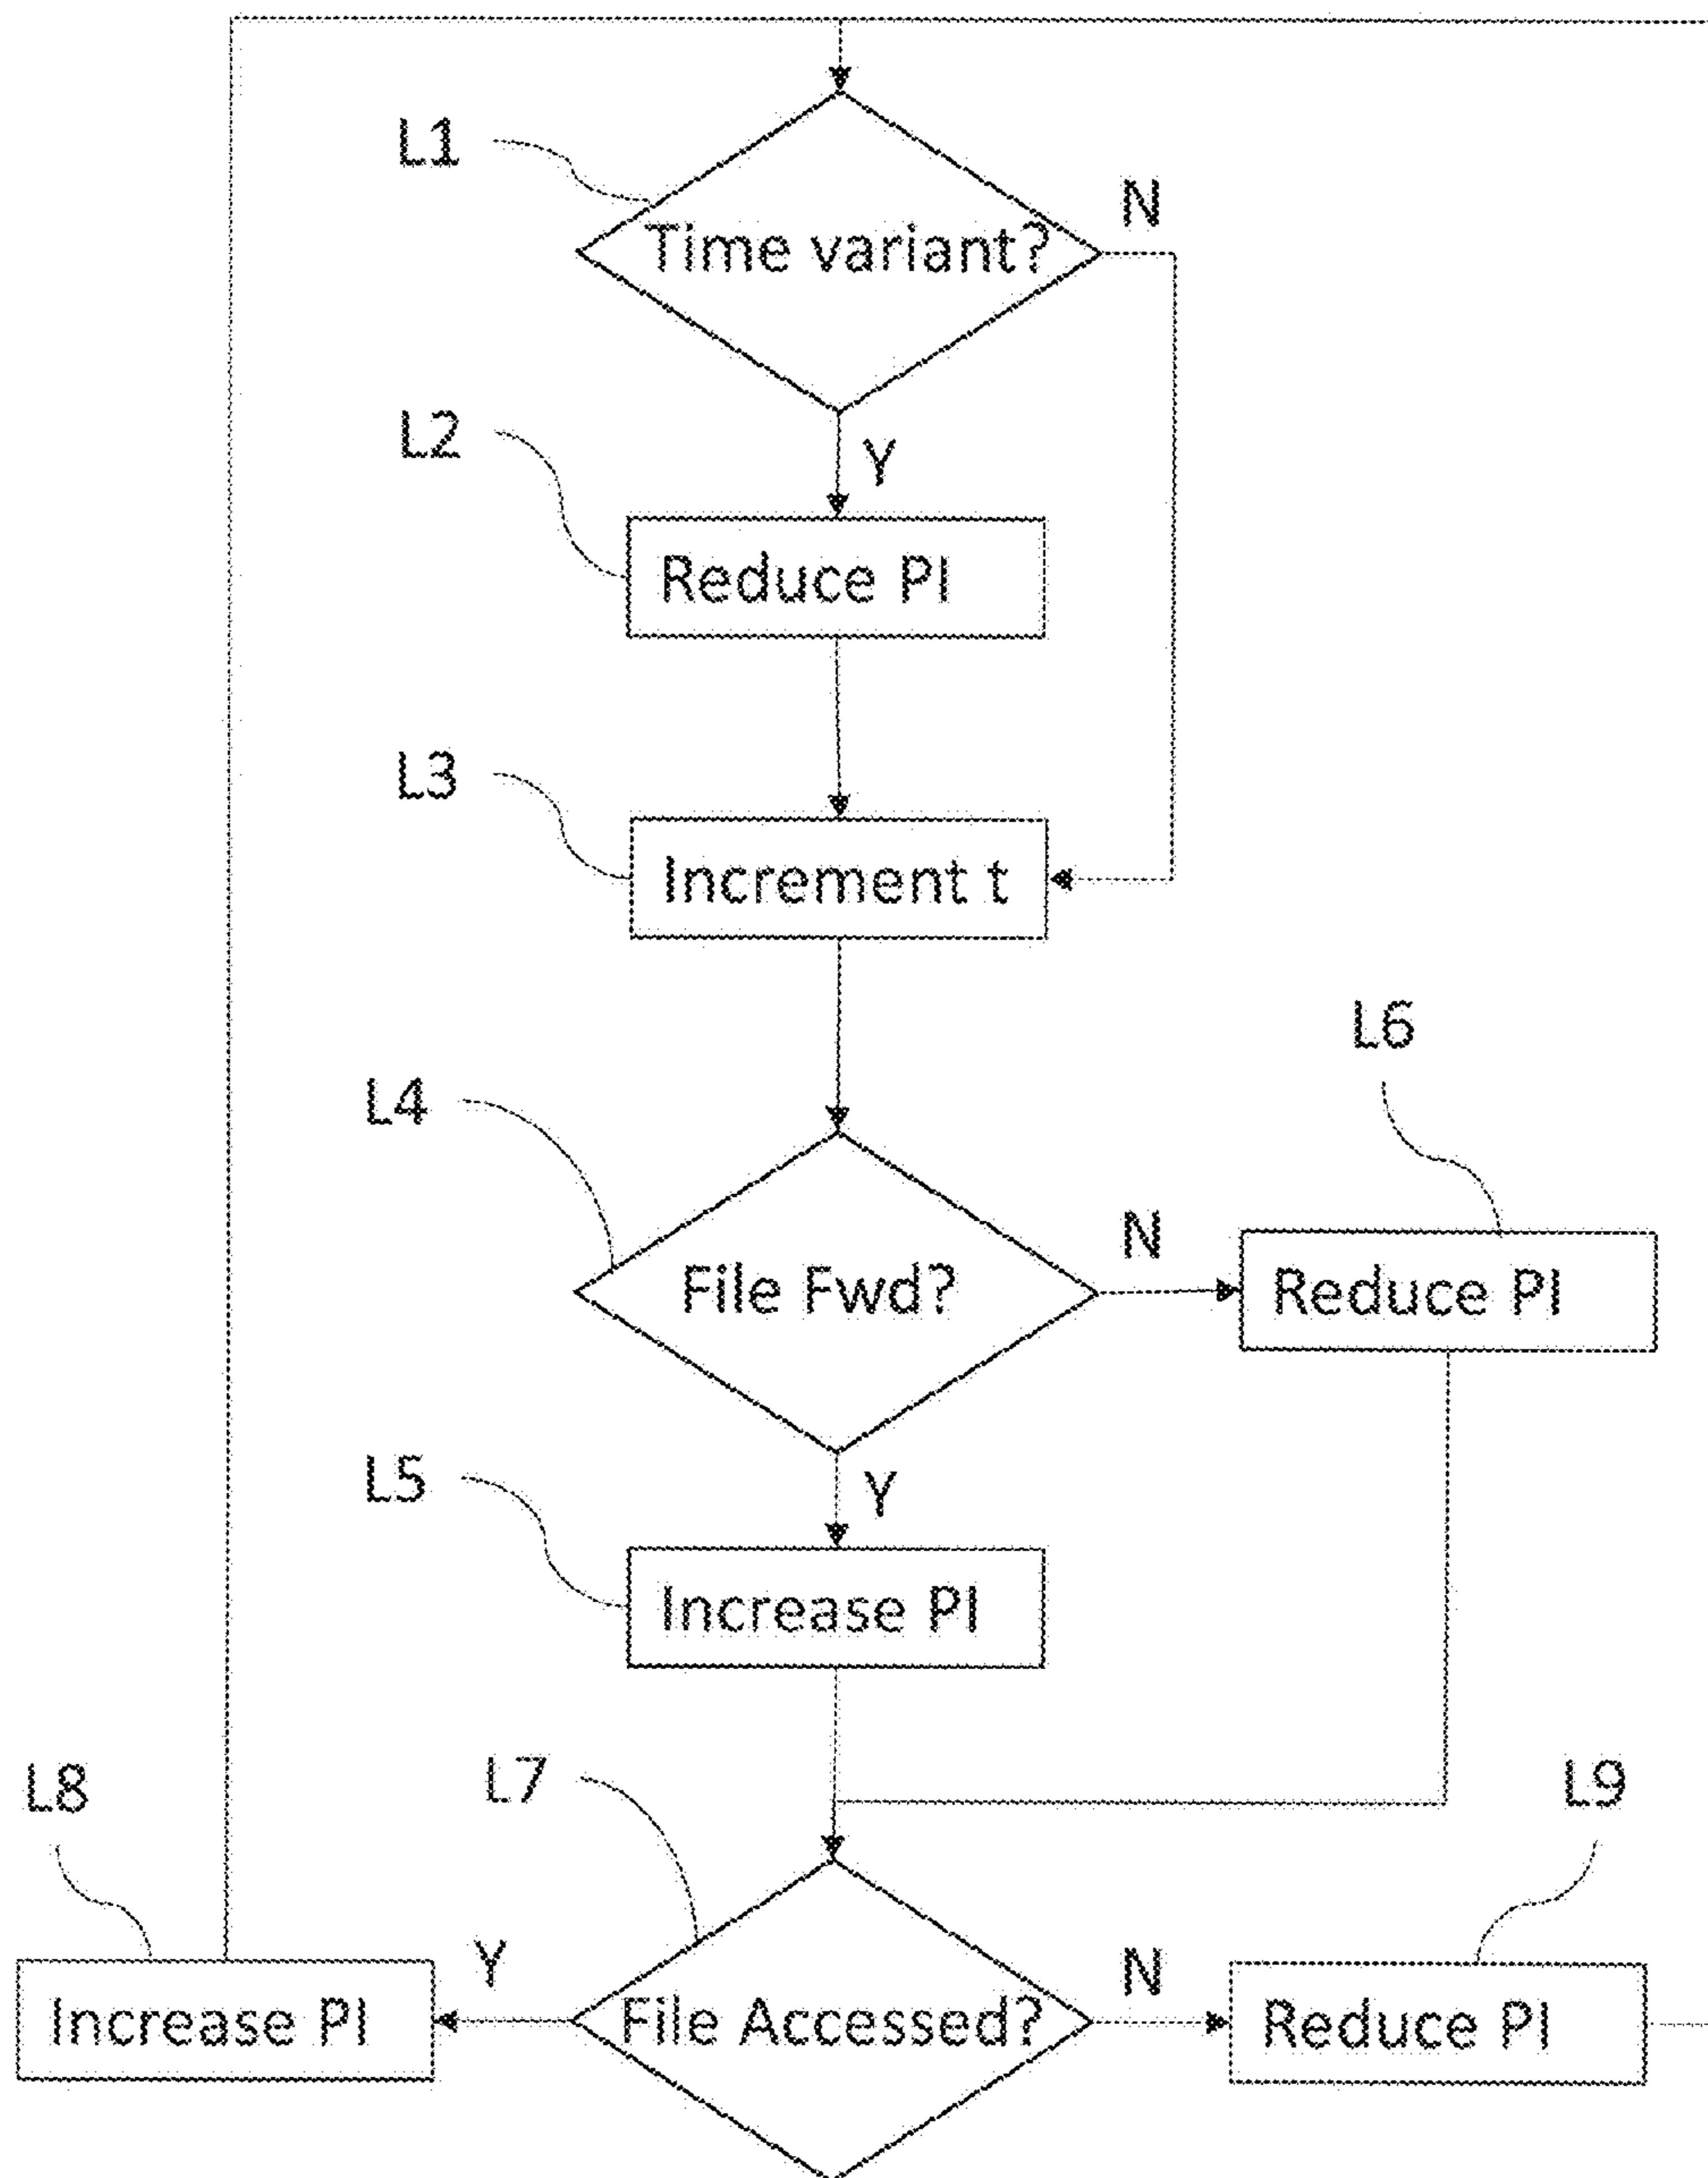 L1
Time variant?
N
L2
Y
Reduce PI
L3
Increment t
L6
L4
N
File Fwd?
Reduce PI
L5
Y
Increase PI
L7
L8
L9
Y
N
Increase PI
File Accessed?
Reduce PI